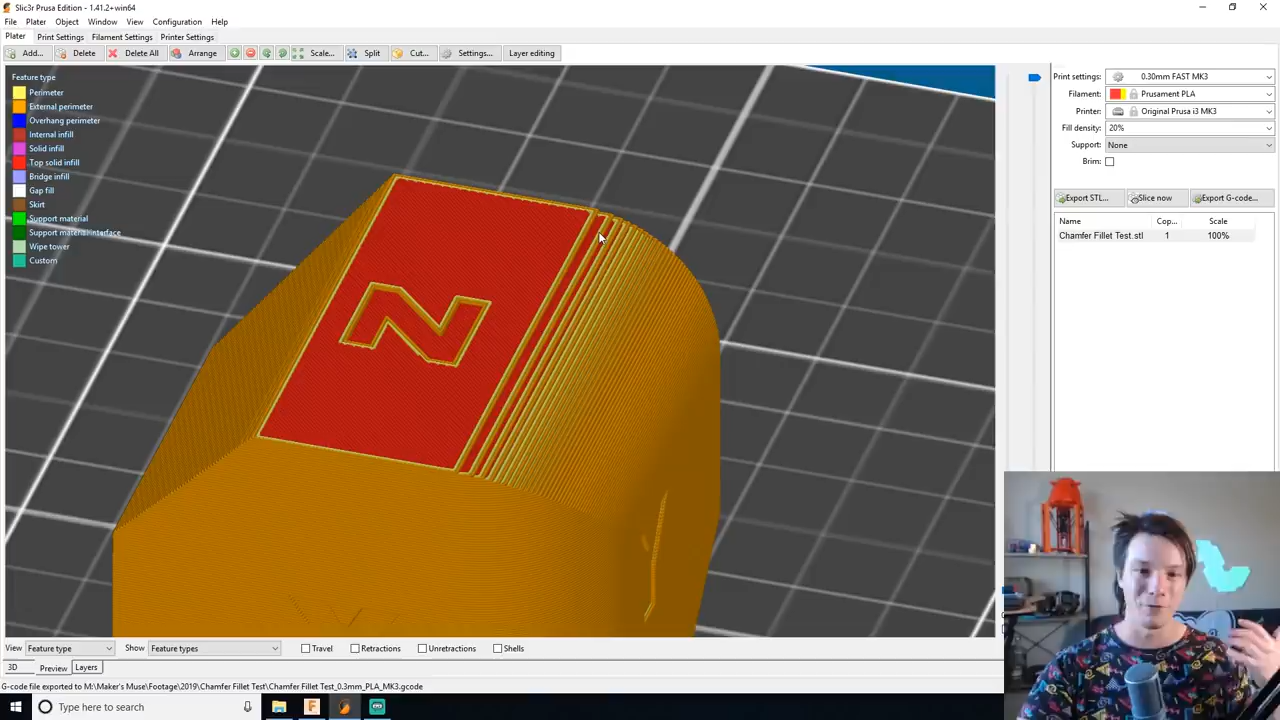 Slic3r Prusa Edition - 1.41.2+win64
File Plater Object Window View Configuration Help
Plater Print Settings Filament Settings Printer Settings
Add... Delete Delete All Arrange Scale... Split Cut... Settings... Layer editing
Feature type
Perimeter
External perimeter
Overhang perimeter
Internal infill
Solid infill
Top solid infill
Bridge infill
Gap fill
Skirt
Support material
Support material interface
Wipe tower
Custom
Print settings: 0.30mm FAST MK3
Filament: Prusament PLA
Printer: Original Prusa i3 MK3
Fill density: 20%
Support: None
Brim:
Export STL... Slice now Export G-code...
Name Cop... Scale
Chamfer Fillet Test.stl 1 100%
Z
View Feature type Show Feature types Travel Retractions Unretractions Shells
3D Preview Layers
G-code file exported to M:\Maker's Muse\Footage\2019\Chamfer Fillet Test\Chamfer Fillet Test_0.3mm_PLA_MK3.gcode
Type here to search